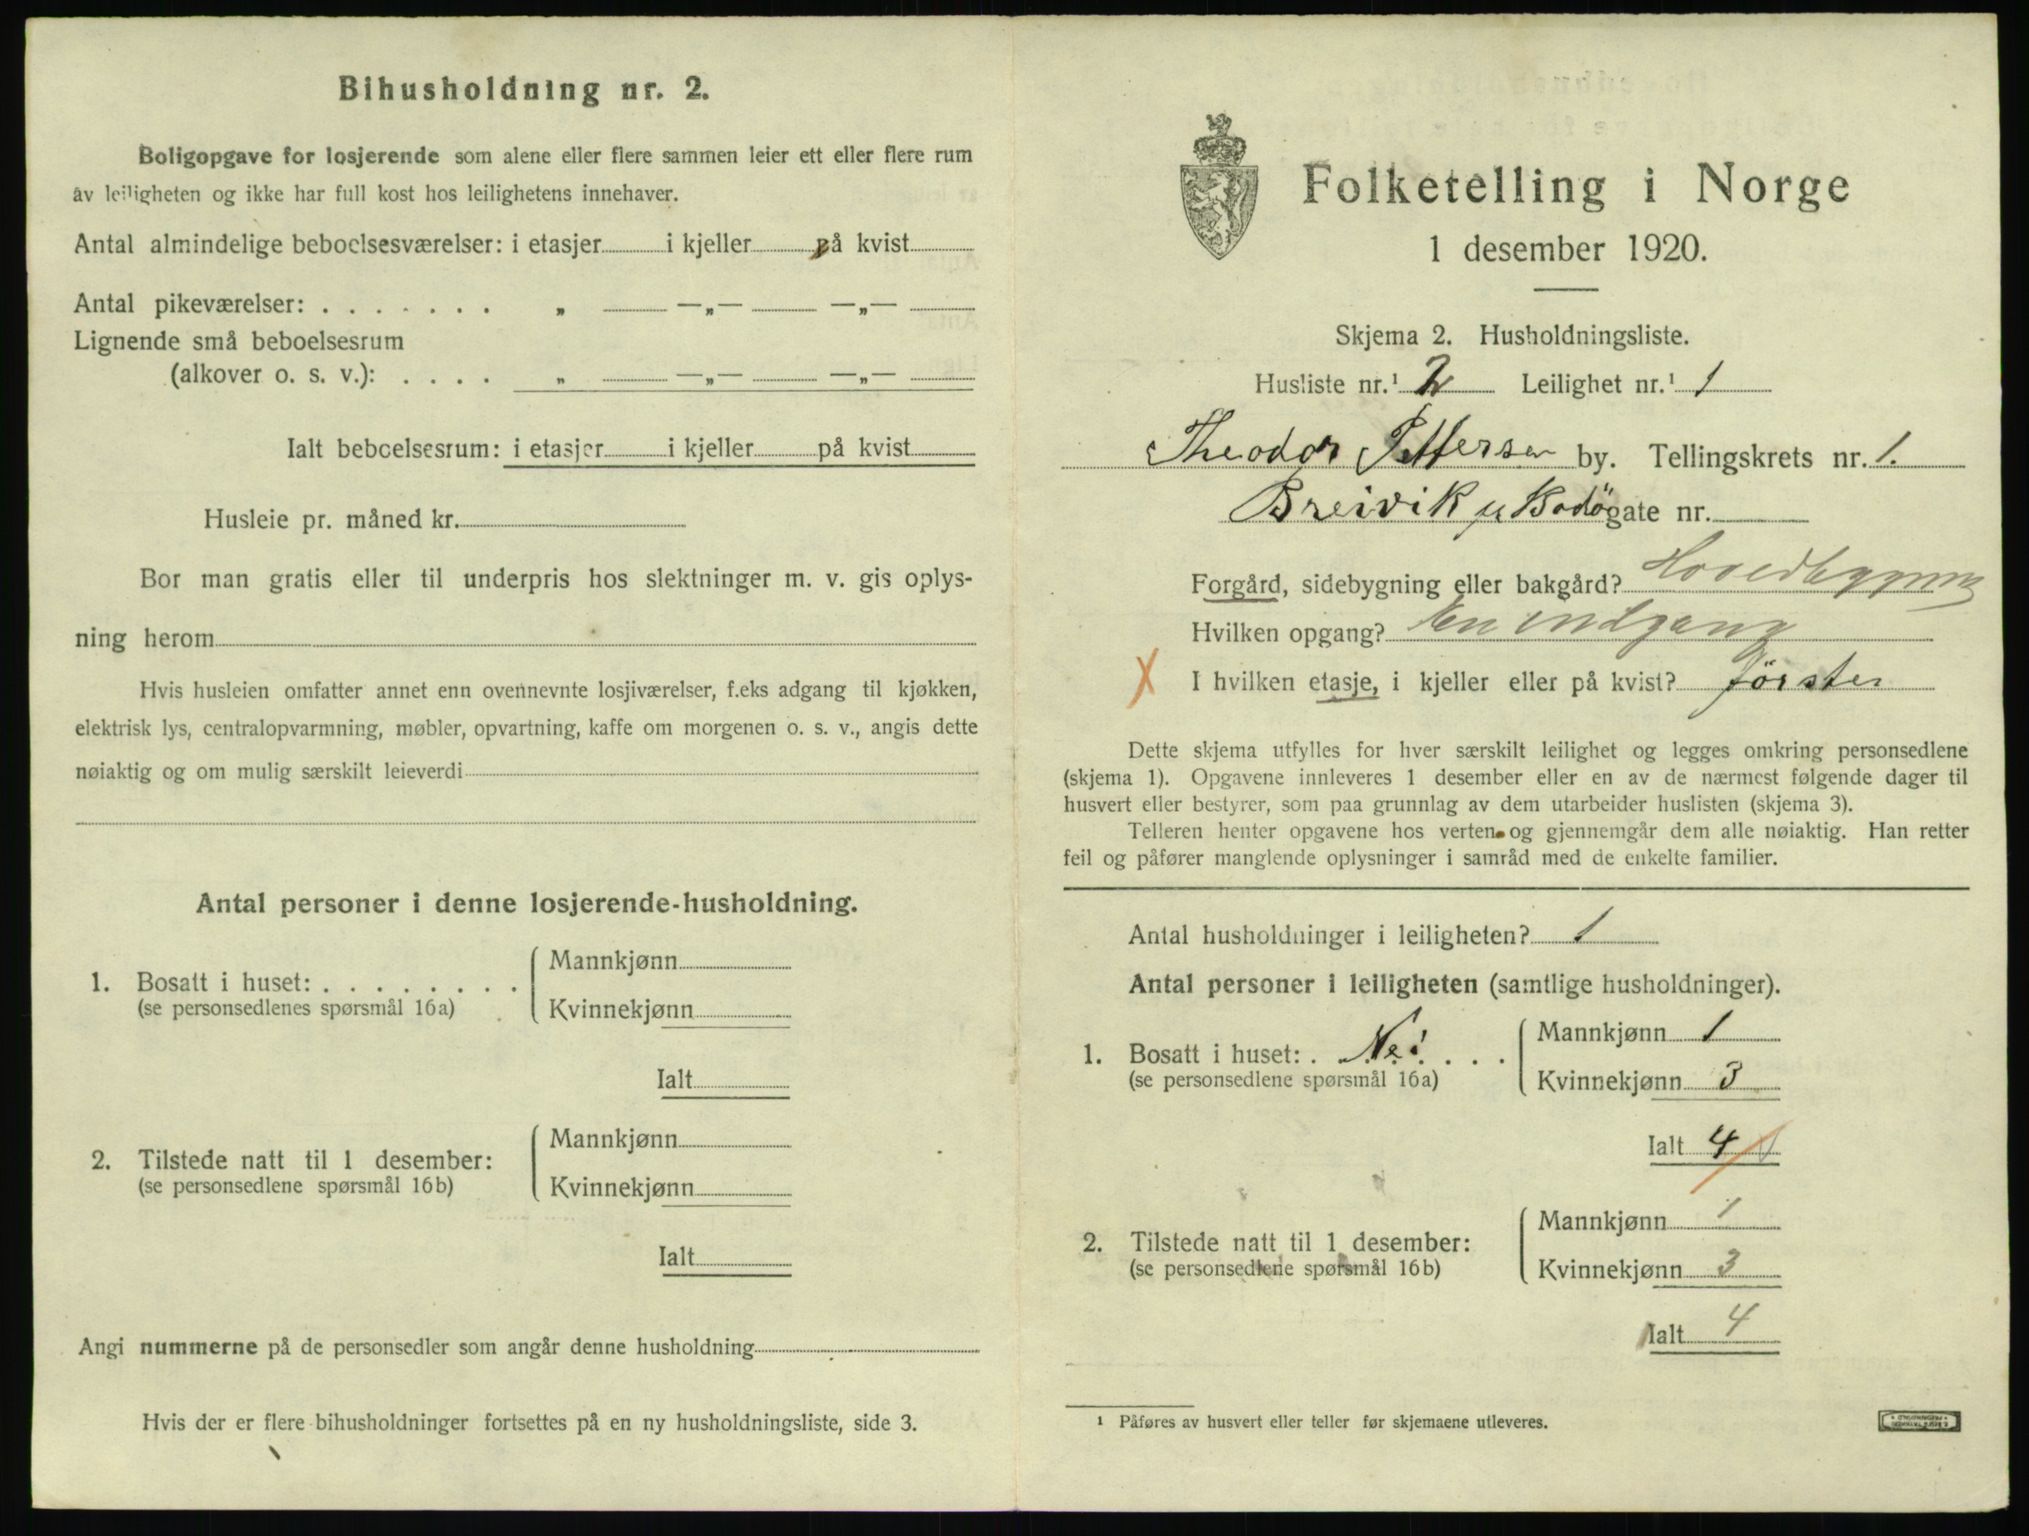 Bihusholdning nr. 2.
Boligopgave for losjerende som alene eller flere sammen leier ett eller flere rum
av leiligheten og ikke har full kost hos leilighetens innehaver.
Antal almindelige beboelsesværelser: i etasjer i kjeller på kvist
Antal pikeværelser: . . . . . . . „ —„— —„—
Lignende små beboelsesrum
(alkover o. s. v.): . . . . „ —„— —„—
Ialt beboelsesrum: i etasjer i kjeller på kvist
Husleie pr. måned kr.
Bor man gratis eller til underpris hos slektninger m. v. gis oplys-
ning herom
Hvis husleien omfatter annet enn ovennevnte losjiværelser, f.eks adgang til kjøkken,
elektrisk lys, centralopvarmning, møbler, opvartning, kaffe om morgenen o. s. v., angis dette
nøiaktig og om mulig særskilt leieverdi
Antal personer i denne losjerende-husholdning.
1. Bosatt i huset: . . . . . . . . Mannkjønn
(se personsedlenes spørsmål 16a) Kvinnekjønn
Ialt
2. Tilstede natt til 1 desember: Mannkjønn
(se personsedlene spørsmål 16b) Kvinnekjønn
Ialt
Angi nummerne på de personsedler som angår denne husholdning
Hvis der er flere bihusholdninger fortsettes på en ny husholdningsliste, side 3.
Folketelling i Norge
1 desember 1920.
Skjema 2. Husholdningsliste.
Husliste nr.¹ 2 Leilighet nr.¹ 1
Theodor Pettersen by. Tellingskrets nr. 1.
Breivik pr Bodö gate nr.
Forgård, sidebygning eller bakgård? Hovedbygning
Hvilken opgang? En indgang
X I hvilken etasje, i kjeller eller på kvist? förster
Dette skjema utfylles for hver særskilt leilighet og legges omkring personsedlene
(skjema 1). Opgavene innleveres 1 desember eller en av de nærmest følgende dager til
husvert eller bestyrer, som paa grunnlag av dem utarbeider huslisten (skjema 3).
Telleren henter opgavene hos verten og gjennemgår dem alle nøiaktig. Han retter
feil og påfører manglende oplysninger i samråd med de enkelte familier.
Antal husholdninger i leiligheten? 1
Antal personer i leiligheten (samtlige husholdninger).
1. Bosatt i huset: . Nei . . . Mannkjønn 1
(se personsedlene spørsmål 16a) Kvinnekjønn 3
Ialt 4
2. Tilstede natt til 1 desember: Mannkjønn 1
(se personsedlene spørsmål 16b) Kvinnekjønn 3
Ialt 4
¹ Påføres av husvert eller teller før skjemaene utleveres.